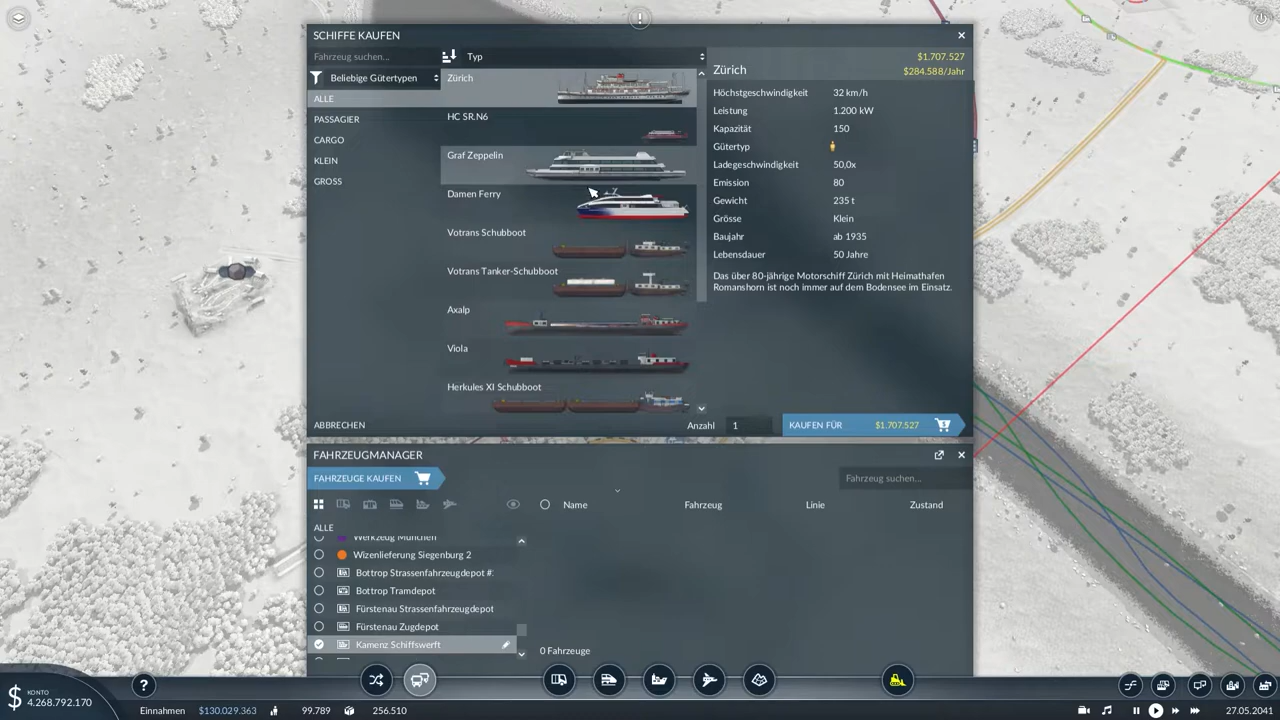 SCHIFFE KAUFEN
Fahrzeug suchen...
Typ
Beliebige Gütertypen
ALLE
PASSAGIER
CARGO
KLEIN
GROSS
Zürich
HC SR.N6
Graf Zeppelin
Damen Ferry
Votrans Schubboot
Votrans Tanker-Schubboot
Axalp
Viola
Herkules XI Schubboot
$1.707.527
Zürich
$284.588/Jahr
Höchstgeschwindigkeit 32 km/h
Leistung 1.200 kW
Kapazität 150
Gütertyp
Ladegeschwindigkeit 50,0x
Emission 80
Gewicht 235 t
Grösse Klein
Baujahr ab 1935
Lebensdauer 50 Jahre
Das über 80-jährige Motorschiff Zürich mit Heimathafen
Romanshorn ist noch immer auf dem Bodensee im Einsatz.
ABBRECHEN
Anzahl 1
KAUFEN FÜR $1.707.527
FAHRZEUGMANAGER
FAHRZEUGE KAUFEN
Fahrzeug suchen...
Name Fahrzeug Linie Zustand
ALLE
Werkzeug München
Wizenlieferung Siegenburg 2
Bottrop Strassenfahrzeugdepot #
Bottrop Tramdepot
Fürstenau Strassenfahrzeugdepot
Fürstenau Zugdepot
Kamenz Schiffswerft
0 Fahrzeuge
$ KONTO
4.268.792.170
?
Einnahmen $130.029.363 99.789 256.510
27.05.2041